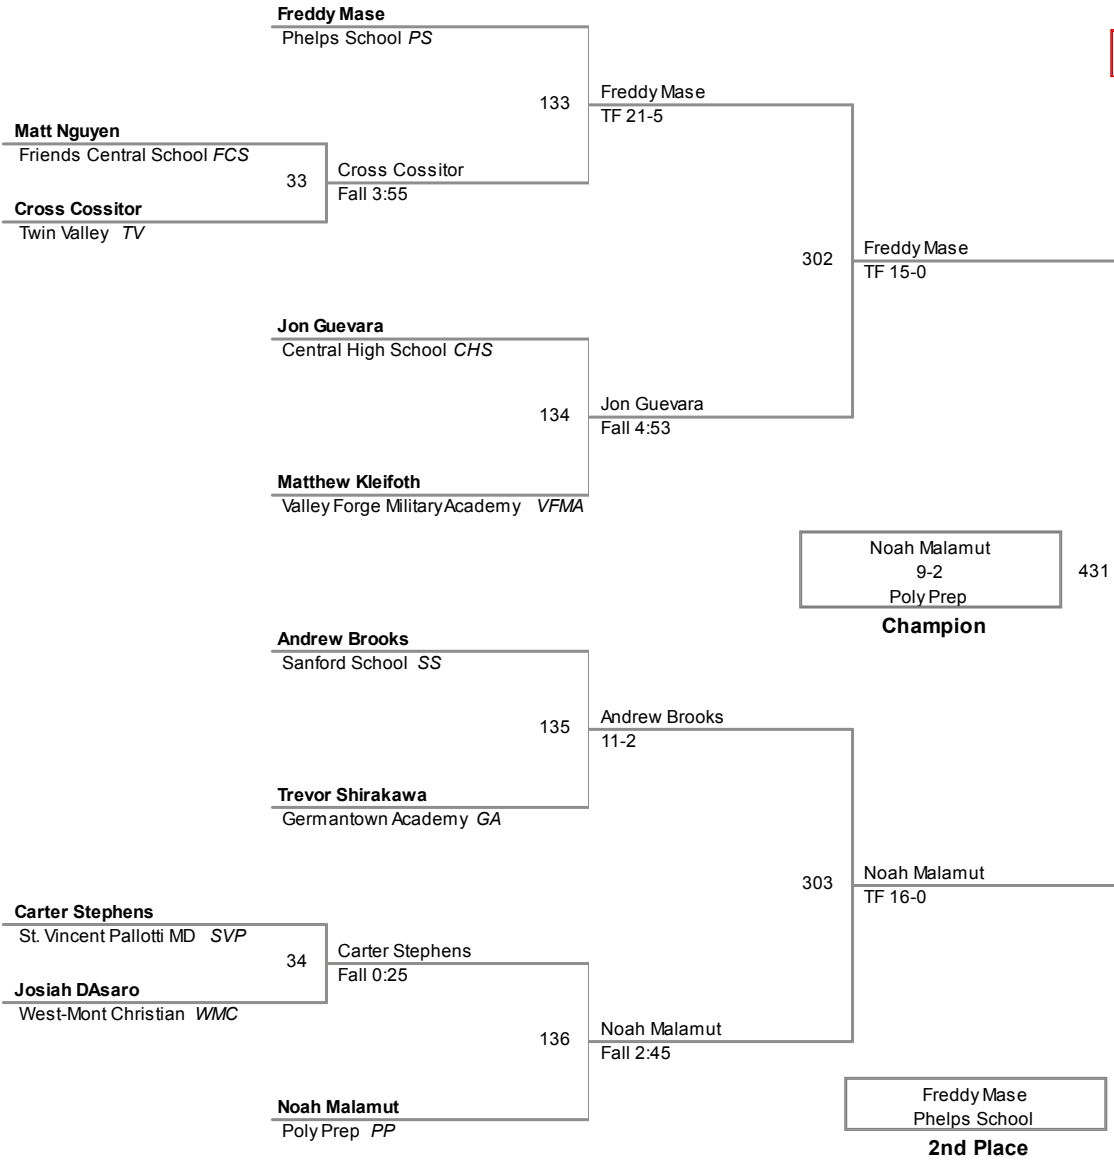 Freddy Mase
Phelps School PS
133
Freddy Mase
TF 21-5
Matt Nguyen
Friends Central School FCS
33
Cross Cossitor
Fall 3:55
Cross Cossitor
Twin Valley TV
302
Freddy Mase
TF 15-0
Jon Guevara
Central High School CHS
134
Jon Guevara
Fall 4:53
Matthew Kleifoth
Valley Forge Military Academy VFMA
Noah Malamut
9-2
Poly Prep
431
Champion
Andrew Brooks
Sanford School SS
135
Andrew Brooks
11-2
Trevor Shirakawa
Germantown Academy GA
303
Noah Malamut
TF 16-0
Carter Stephens
St. Vincent Pallotti MD SVP
34
Carter Stephens
Fall 0:25
Josiah DAsaro
West-Mont Christian WMC
136
Noah Malamut
Fall 2:45
Noah Malamut
Poly Prep PP
Freddy Mase
Phelps School
2nd Place